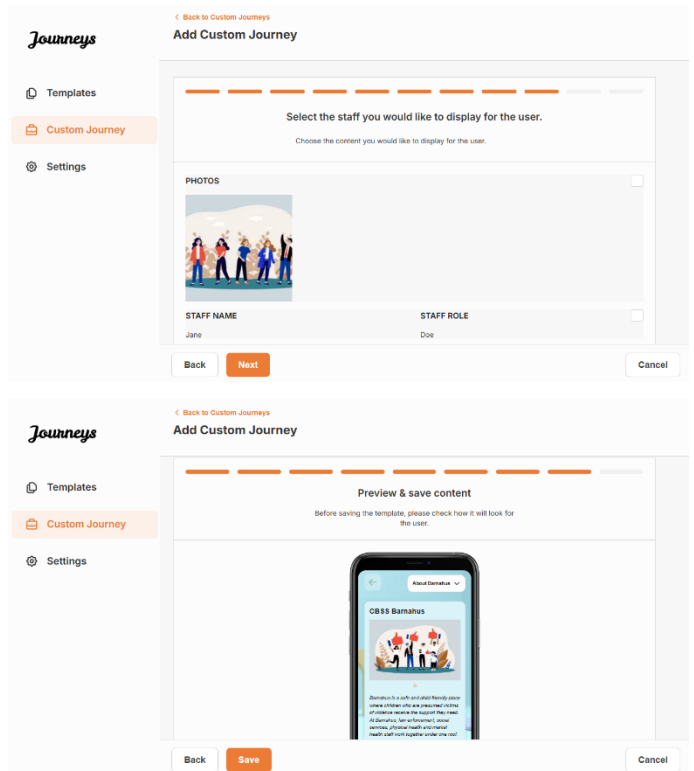 < Back to Custom Journeys
Journeys
Add Custom Journey
Templates
Select the staff you would like to display for the user.
Custom Journey
Choose the content you would like to display for the user.
Settings
PHOTOS
STAFF NAME
STAFF ROLE
Jane
Doe
Back
Next
Cancel
< Back to Custom Journeys
Journeys
Add Custom Journey
Templates
Preview & save content
Custom Journey
Before saving the template, please check how it will look for
the user.
Settings
About Barnahus
CBSS Barnahus
Barnahus is a safe and child-friendly place
where children who are presumed victims
of violence receive the support they need.
At Barnahus, law enforcement, social
services, physical health and mental
health staff work together under one roof.
Back
Save
Cancel